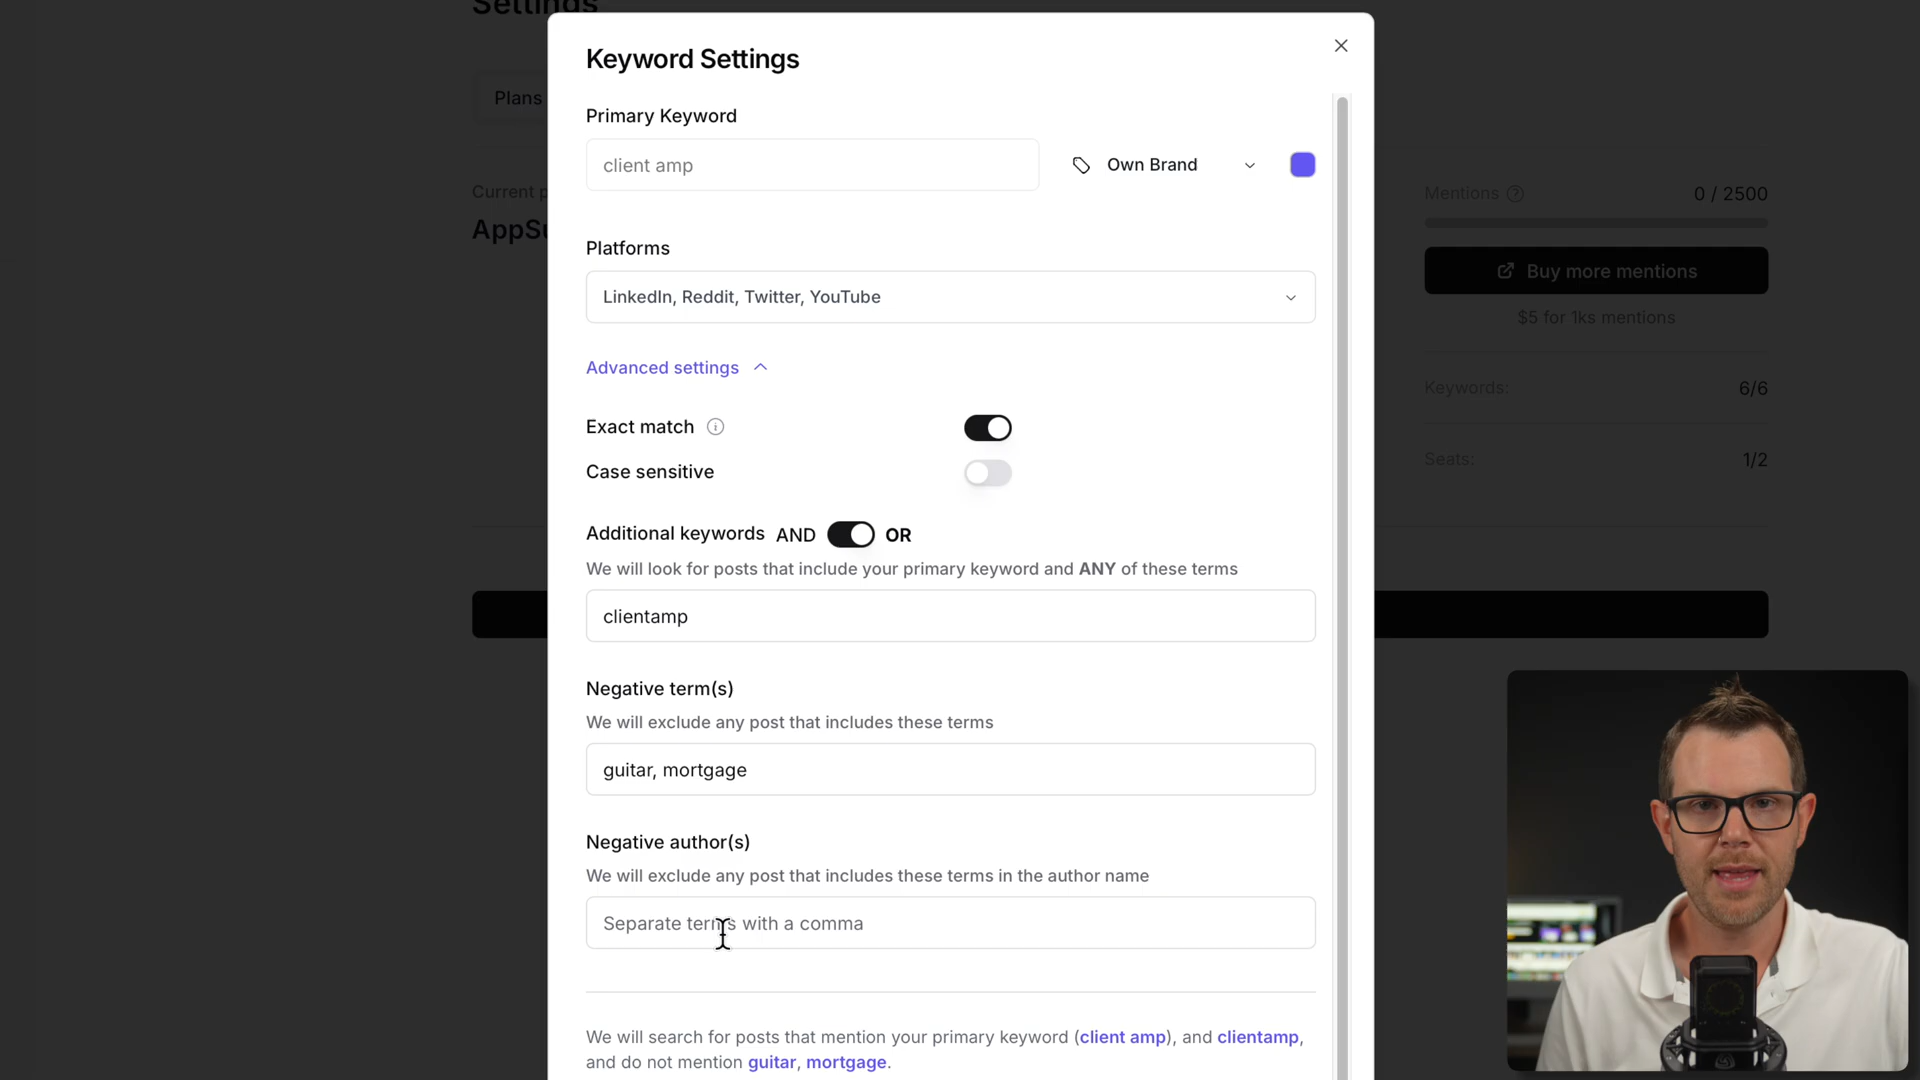 Settings
Keyword Settings
Plans
Primary Keyword
client amp
Own Brand
Current p
AppSu
Mentions
0 / 2500
Platforms
Buy more mentions
LinkedIn, Reddit, Twitter, YouTube
$5 for 1ks mentions
Advanced settings
Keywords:
6/6
Exact match
Case sensitive
Seats:
1/2
Additional keywords AND OR
We will look for posts that include your primary keyword and ANY of these terms
clientamp
Negative term(s)
We will exclude any post that includes these terms
guitar, mortgage
Negative author(s)
We will exclude any post that includes these terms in the author name
Separate terms with a comma
We will search for posts that mention your primary keyword (client amp), and clientamp,
and do not mention guitar, mortgage.